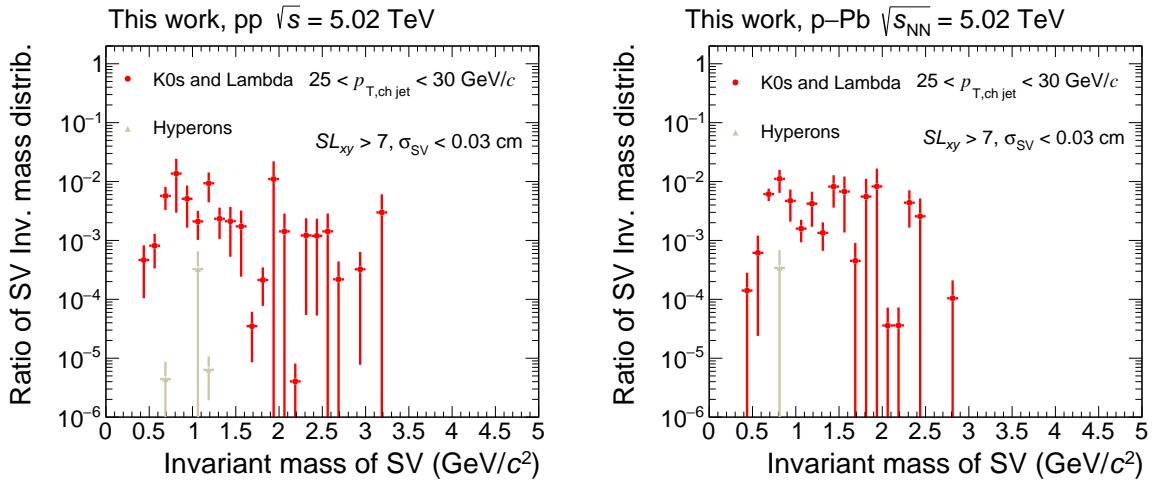 This work, pp √s = 5.02 TeV
Ratio of SV Inv. mass distrib.
1
10⁻¹
10⁻²
10⁻³
10⁻⁴
10⁻⁵
10⁻⁶
K0s and Lambda 25 < p_T,ch jet < 30 GeV/c
Hyperons
SL_xy > 7, σ_SV < 0.03 cm
0 0.5 1 1.5 2 2.5 3 3.5 4 4.5 5
Invariant mass of SV (GeV/c²)
This work, p–Pb √s_NN = 5.02 TeV
Ratio of SV Inv. mass distrib.
1
10⁻¹
10⁻²
10⁻³
10⁻⁴
10⁻⁵
10⁻⁶
K0s and Lambda 25 < p_T,ch jet < 30 GeV/c
Hyperons
SL_xy > 7, σ_SV < 0.03 cm
0 0.5 1 1.5 2 2.5 3 3.5 4 4.5 5
Invariant mass of SV (GeV/c²)